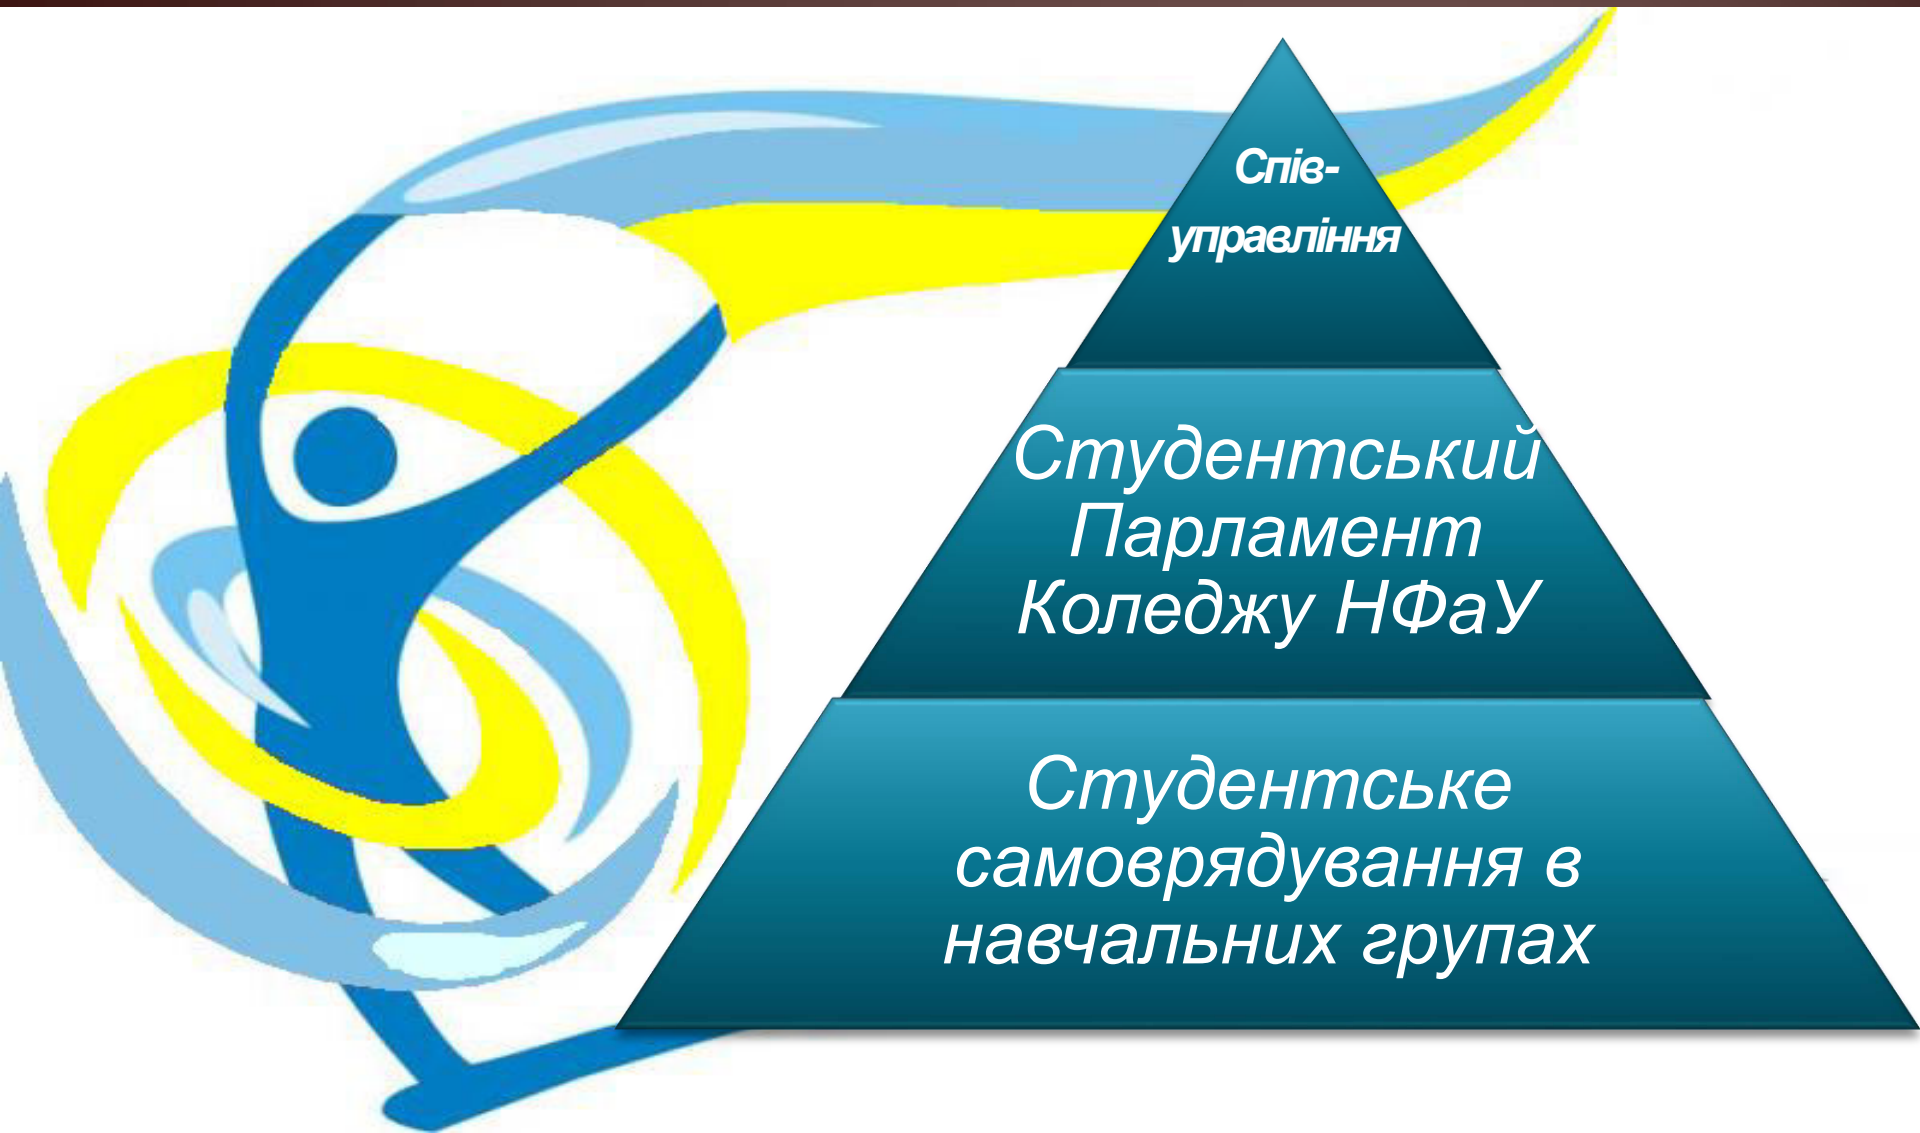 Спів-
управління
Студентський
Парламент
Коледжу НФаУ
Студентське
самоврядування в
навчальних групах